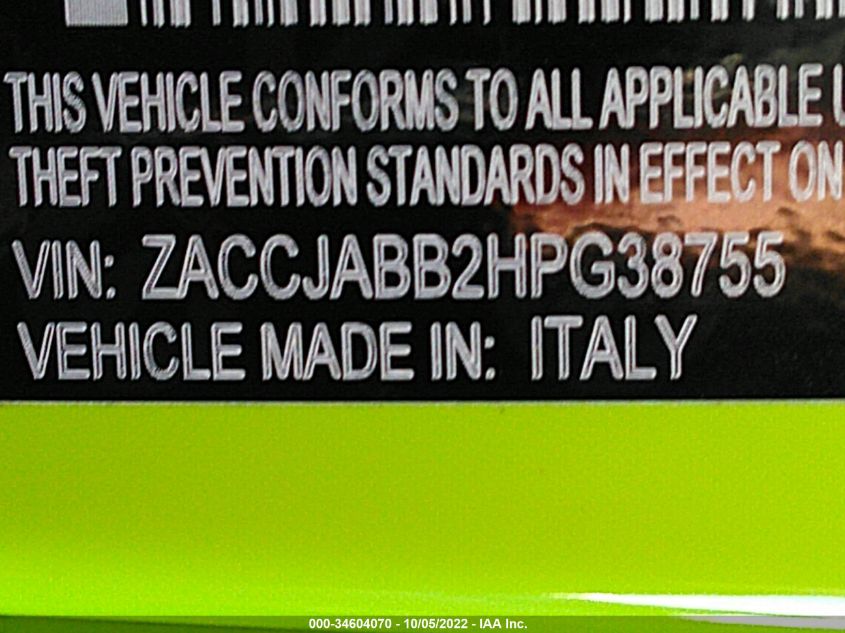 THIS VEHICLE CONFORMS TO ALL APPLICABLE U
THEFT PREVENTION STANDARDS IN EFFECT ON
VIN: ZACCJABB2HPG38755
VEHICLE MADE IN: ITALY
000-34604070 - 10/05/2022 - IAA Inc.